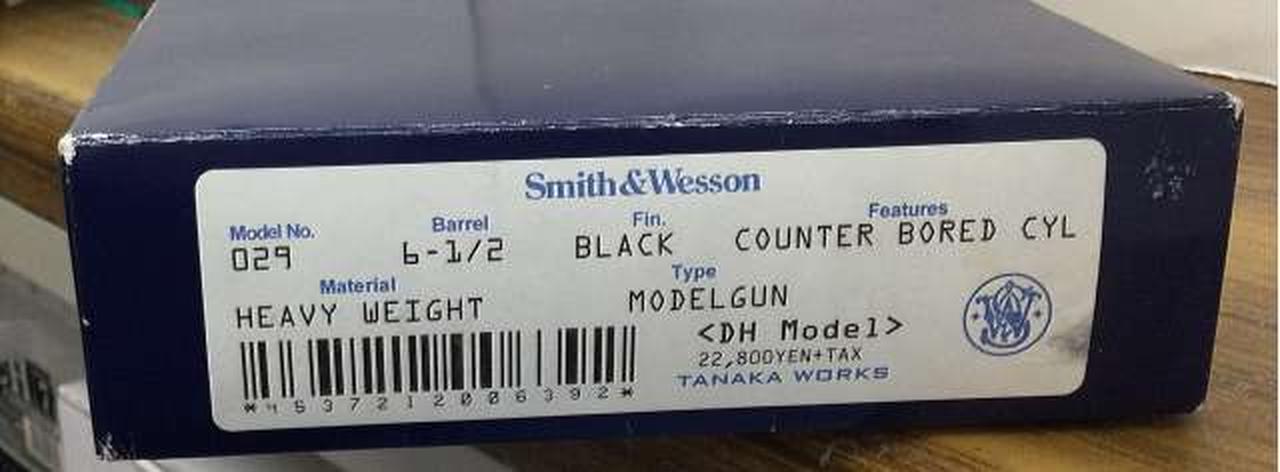 Smith&Wesson
Model No. Barrel Fin. Features
029 6-1/2 BLACK COUNTER BORED CYL
Material Type
HEAVY WEIGHT MODELGUN
<DH Model>
22,800YEN+TAX
TANAKA WORKS
*4537212006392*